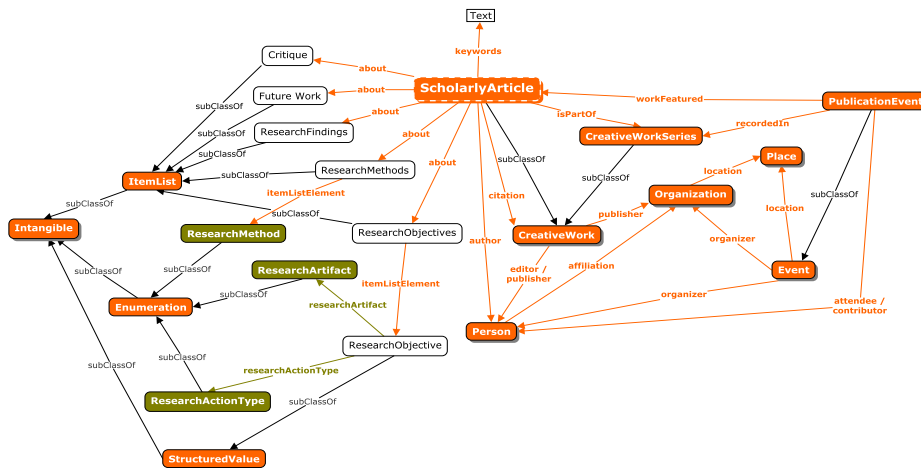 Text
keywords
Critique
about
ScholarlyArticle
about
Future Work
workFeatured
PublicationEvent
subClassOf
about
isPartOf
recordedIn
ResearchFindings
about
CreativeWorkSeries
subClassOf
subClassOf
about
Place
subClassOf
subClassOf
location
ResearchMethods
subClassOf
ItemList
subClassOf
itemListElement
citation
Organization
subClassOf
subClassOf
subClassOf
publisher
location
Intangible
ResearchMethod
ResearchObjectives
CreativeWork
author
organizer
ResearchArtifact
editor /
publisher
affiliation
Event
subClassOf
subClassOf
itemListElement
subClassOf
organizer
Enumeration
researchArtifact
attendee /
contributor
Person
ResearchObjective
subClassOf
subClassOf
researchActionType
ResearchActionType
subClassOf
StructuredValue